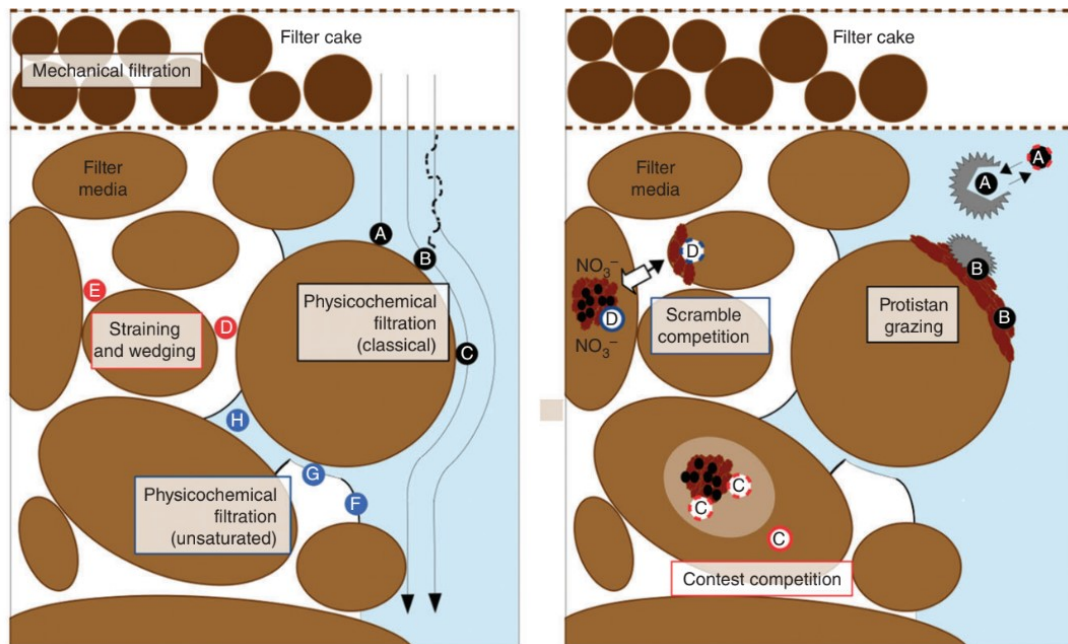 Filter cake
Mechanical filtration
Filter
media
A
B
Physicochemical
filtration
(classical)
E
Straining
and wedging
D
C
H
G
Physicochemical
filtration
(unsaturated)
F
Filter cake
Filter
media
A
A
D
NO₃⁻
B
Protistan
grazing
B
D
Scramble
competition
NO₃⁻
C
C
C
Contest competition